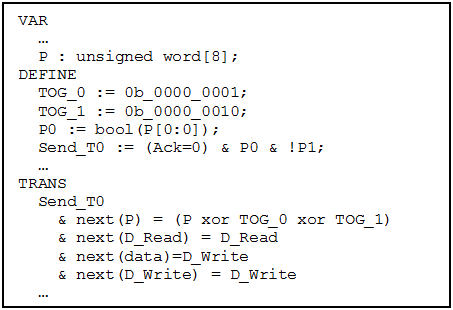 VAR
…
P : unsigned word[8];
DEFINE
TOG_0 := 0b_0000_0001;
TOG_1 := 0b_0000_0010;
P0 := bool(P[0:0]);
Send_T0 := (Ack=0) & P0 & !P1;
…
TRANS
Send_T0
& next(P) = (P xor TOG_0 xor TOG_1)
& next(D_Read) = D_Read
& next(data)=D_Write
& next(D_Write) = D_Write
…